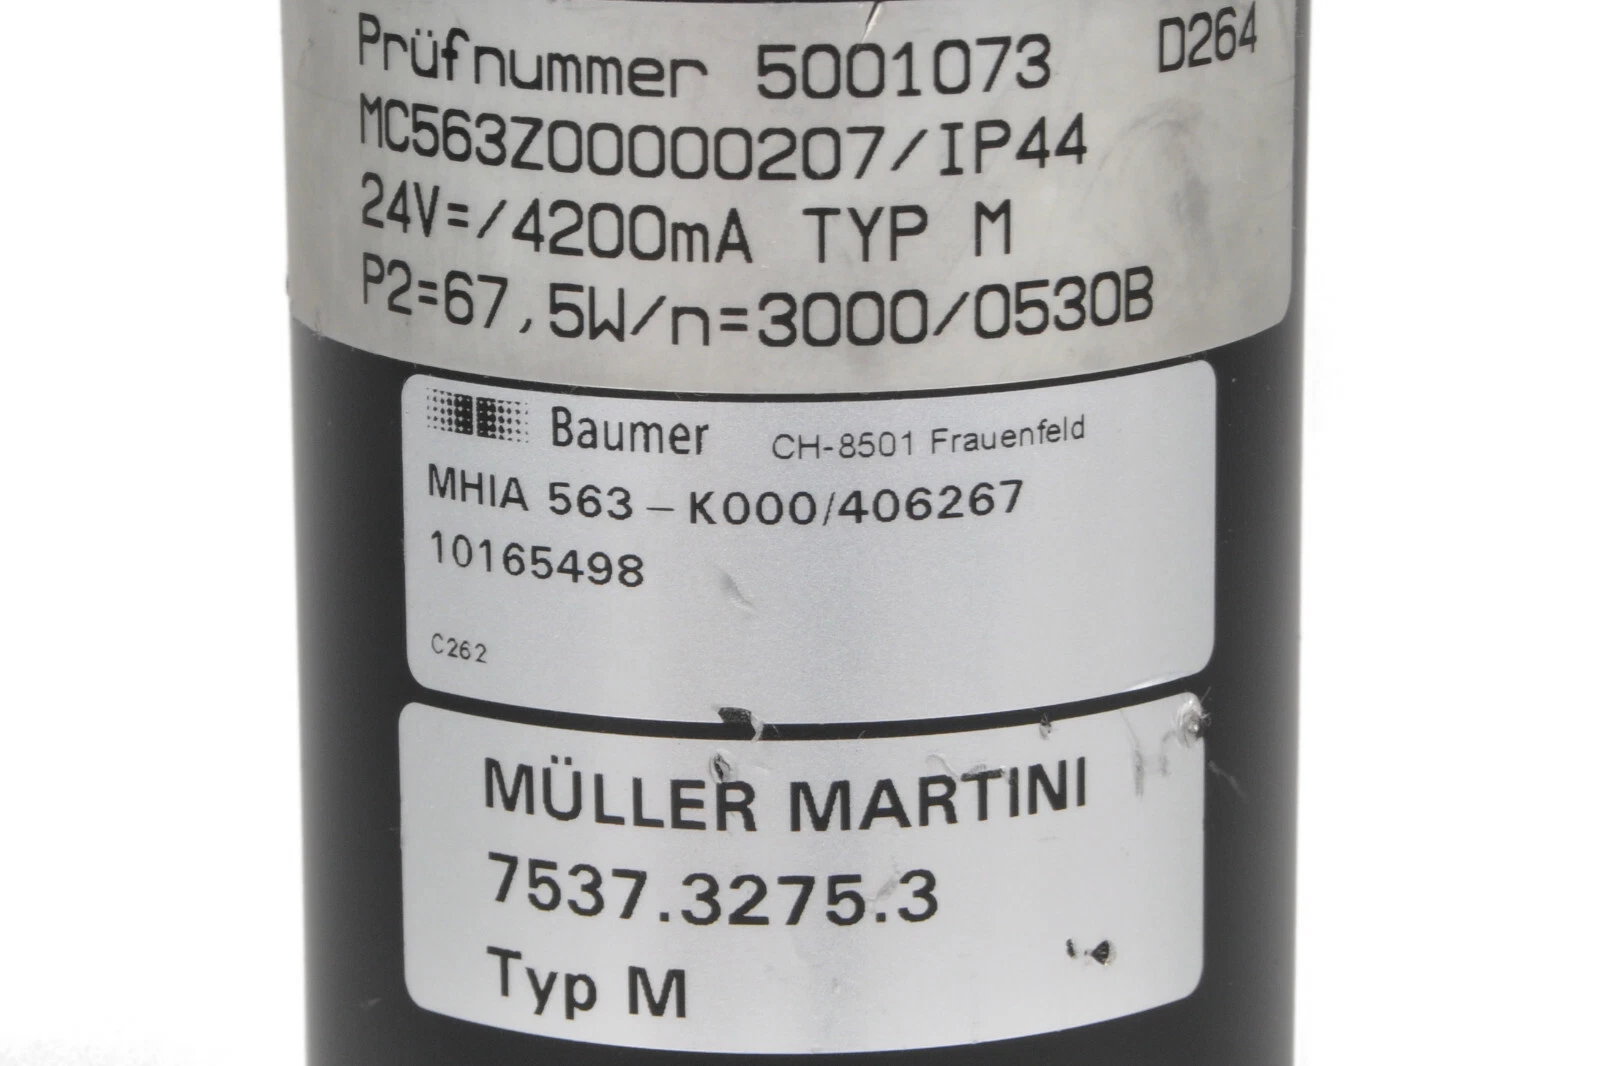 Prüfnummer 5001073 D264
MC563Z00000207/IP44
24V=/4200mA TYP M
P2=67,5W/n=3000/0530B
Baumer CH-8501 Frauenfeld
MHIA 563-K000/406267
10165498
C262
MÜLLER MARTINI
7537.3275.3
Typ M